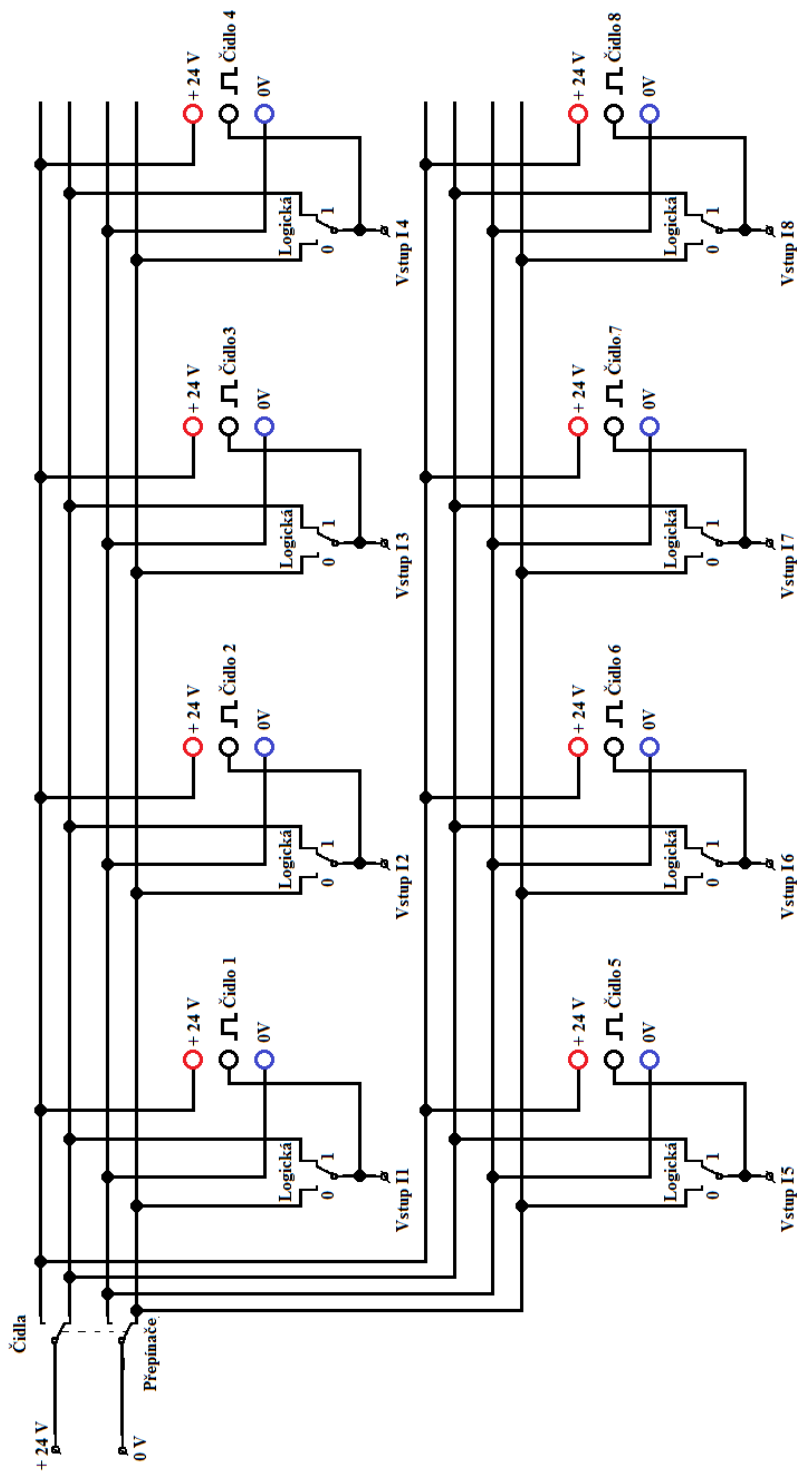 Čidla
+ 24 V
0 V
Přepínače
+ 24 V
Čidlo 1
0V
Logická
0 1
Vstup I1
+ 24 V
Čidlo 2
0V
Logická
0 1
Vstup I2
+ 24 V
Čidlo3
0V
Logická
0 1
Vstup I3
+ 24 V
Čidlo 4
0V
Logická
0 1
Vstup I4
+ 24 V
Čidlo 5
0V
Logická
0 1
Vstup I5
+ 24 V
Čidlo 6
0V
Logická
0 1
Vstup I6
+ 24 V
Čidlo 7
0V
Logická
0 1
Vstup I7
+ 24 V
Čidlo 8
0V
Logická
0 1
Vstup I8